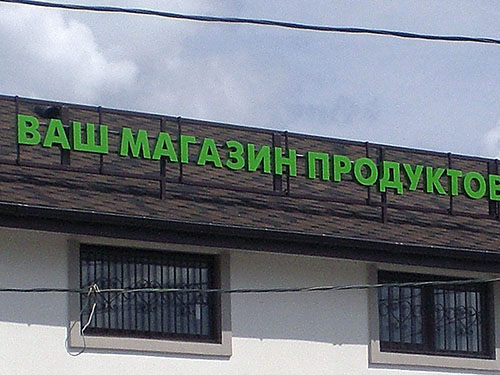 ВАШ МАГАЗИН ПРОДУКТОВ